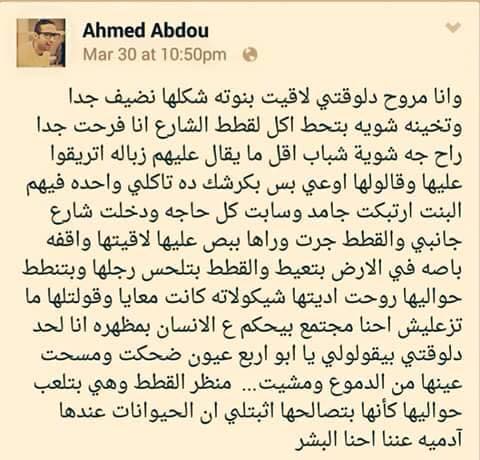 Ahmed Abdou
Mar 30 at 10:50pm
وانا مروح دلوقتي لاقيت بنوته شكلها نضيف جدا
وتخينه شويه بتحط اكل لقطط الشارع انا فرحت جدا
راح جه شوية شباب اقل ما يقال عليهم زباله اتريقوا
عليها وقالولها اوعي بس بكرشك ده تاكلي واحده فيهم
البنت ارتبكت جامد وسابت كل حاجه ودخلت شارع
جانبي والقطط جرت وراها ببص عليها لاقيتها واقفه
باصه في الارض بتعيط والقطط بتلحس رجلها وبتنطط
حواليها روحت اديتها شيكولاته كانت معايا وقولتلها ما
تزعليش احنا مجتمع بيحكم ع الانسان بمظهره انا لحد
دلوقتي بيقولولي يا ابو اربع عيون ضحكت ومسحت
عينها من الدموع ومشيت... منظر القطط وهي بتلعب
حواليها كأنها بتصالحها اثبتلي ان الحيوانات عندها
آدميه عننا احنا البشر